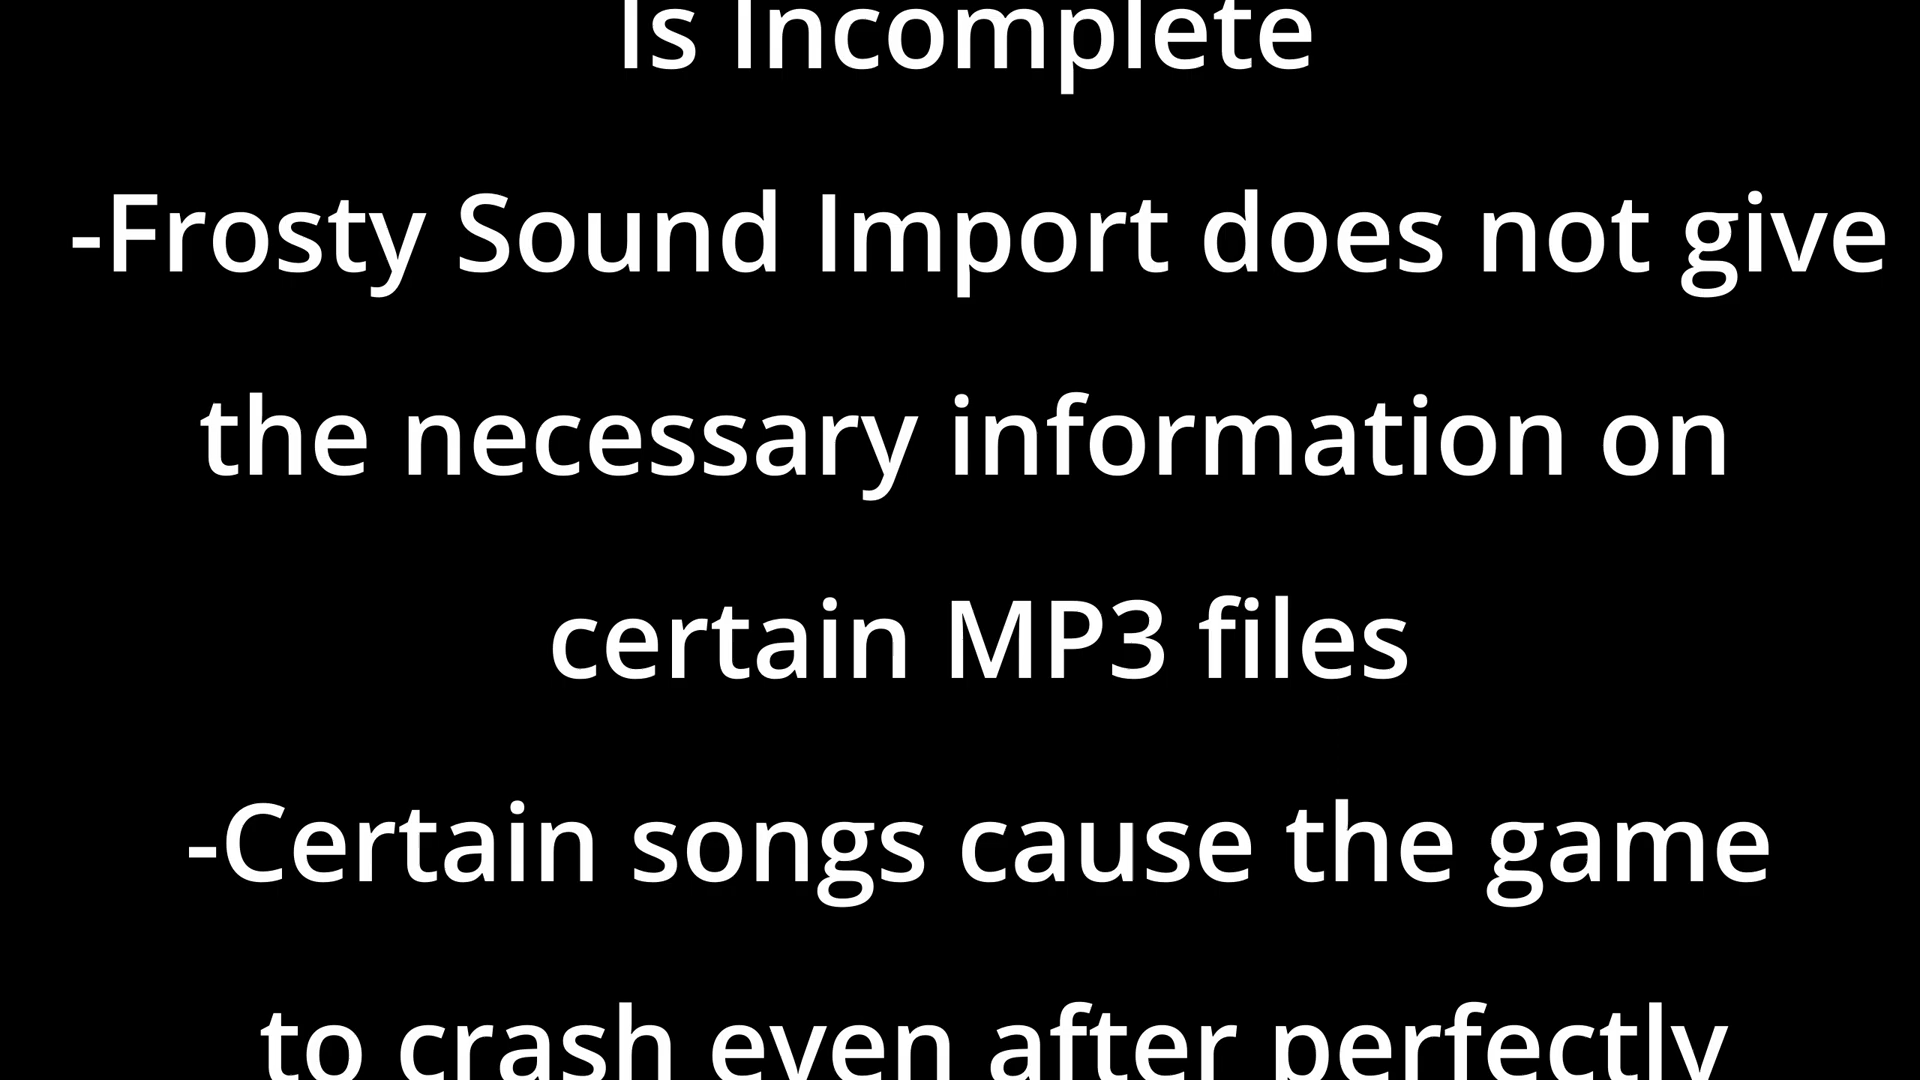 Is Incomplete
-Frosty Sound Import does not give
the necessary information on
certain MP3 files
-Certain songs cause the game
to crash even after perfectly